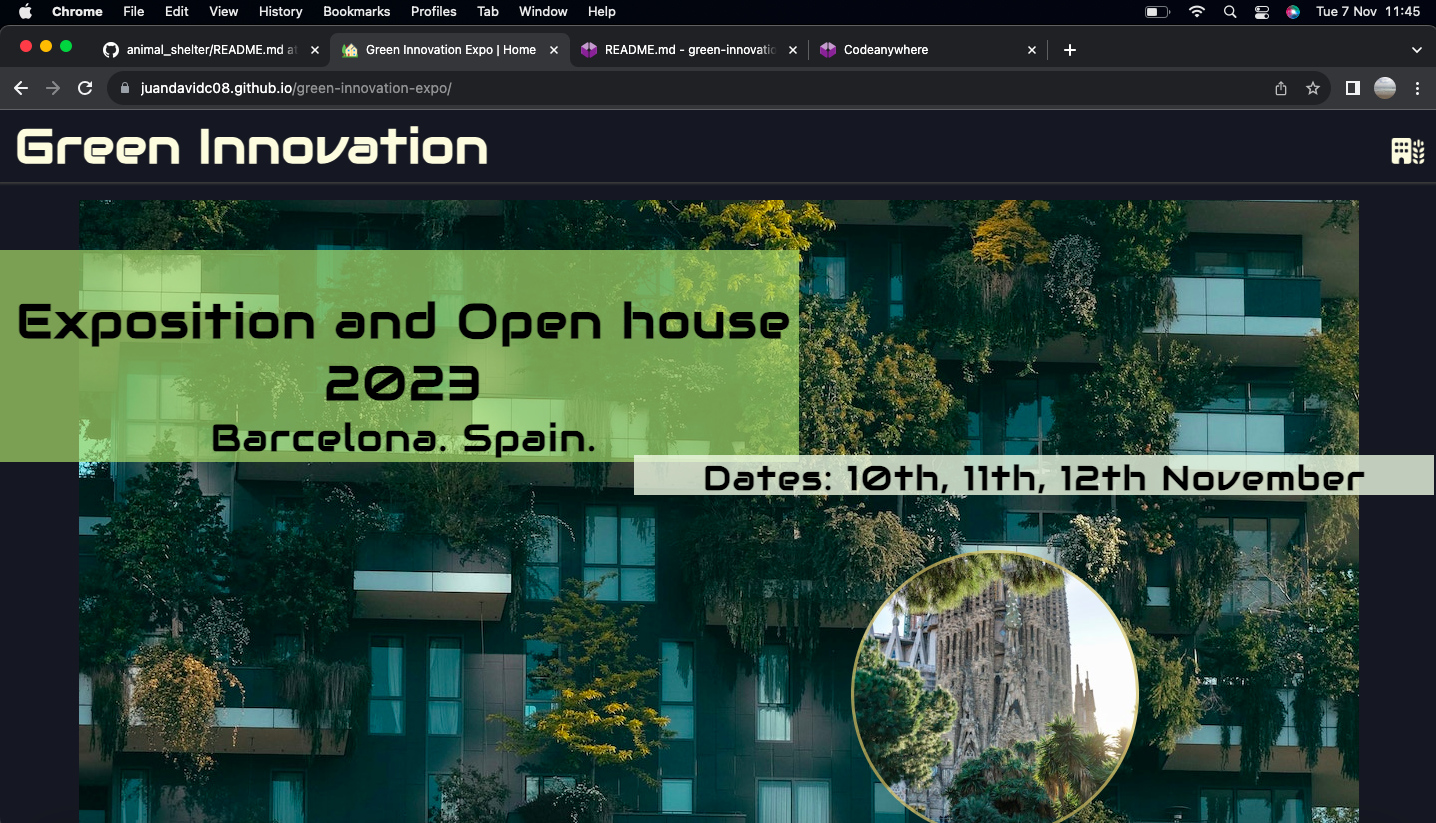 Chrome File Edit View History Bookmarks Profiles Tab Window Help Tue 7 Nov 11:45
animal_shelter/README.md at Green Innovation Expo | Home README.md - green-innovatio Codeanywhere
juandavidc08.github.io/green-innovation-expo/
Green Innovation
Exposition and Open house
2023
Barcelona. Spain.
Dates: 10th, 11th, 12th November